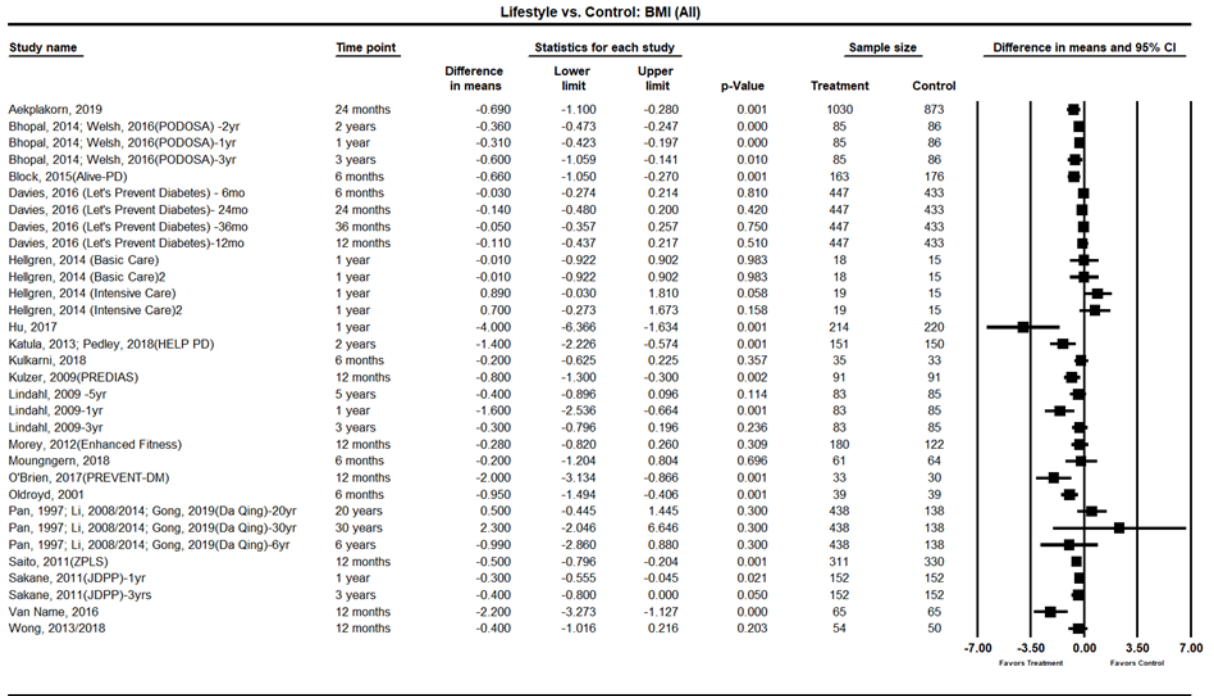 Lifestyle vs. Control: BMI (All)
Study name Time point Statistics for each study Sample size Difference in means and 95% CI
Difference in means Lower limit Upper limit p-Value Treatment Control
Aekplakorn, 2019 24 months -0.690 -1.100 -0.280 0.001 1030 873
Bhopal, 2014; Welsh, 2016(PODOSA) -2yr 2 years -0.360 -0.473 -0.247 0.000 85 86
Bhopal, 2014; Welsh, 2016(PODOSA)-1yr 1 year -0.310 -0.423 -0.197 0.000 85 86
Bhopal, 2014; Welsh, 2016(PODOSA)-3yr 3 years -0.600 -1.059 -0.141 0.010 85 86
Block, 2015(Alive-PD) 6 months -0.660 -1.050 -0.270 0.001 163 176
Davies, 2016 (Let's Prevent Diabetes) - 6mo 6 months -0.030 -0.274 0.214 0.810 447 433
Davies, 2016 (Let's Prevent Diabetes)- 24mo 24 months -0.140 -0.480 0.200 0.420 447 433
Davies, 2016 (Let's Prevent Diabetes) -36mo 36 months -0.050 -0.357 0.257 0.750 447 433
Davies, 2016 (Let's Prevent Diabetes)-12mo 12 months -0.110 -0.437 0.217 0.510 447 433
Hellgren, 2014 (Basic Care) 1 year -0.010 -0.922 0.902 0.983 18 15
Hellgren, 2014 (Basic Care)2 1 year -0.010 -0.922 0.902 0.983 18 15
Hellgren, 2014 (Intensive Care) 1 year 0.890 -0.030 1.810 0.058 19 15
Hellgren, 2014 (Intensive Care)2 1 year 0.700 -0.273 1.673 0.158 19 15
Hu, 2017 1 year -4.000 -6.366 -1.634 0.001 214 220
Katula, 2013; Pedley, 2018(HELP PD) 2 years -1.400 -2.226 -0.574 0.001 151 150
Kulkarni, 2018 6 months -0.200 -0.625 0.225 0.357 35 33
Kulzer, 2009(PREDIAS) 12 months -0.800 -1.300 -0.300 0.002 91 91
Lindahl, 2009 -5yr 5 years -0.400 -0.896 0.096 0.114 83 85
Lindahl, 2009-1yr 1 year -1.600 -2.536 -0.664 0.001 83 85
Lindahl, 2009-3yr 3 years -0.300 -0.796 0.196 0.236 83 85
Morey, 2012(Enhanced Fitness) 12 months -0.280 -0.820 0.260 0.309 180 122
Moungngern, 2018 6 months -0.200 -1.204 0.804 0.696 61 64
O'Brien, 2017(PREVENT-DM) 12 months -2.000 -3.134 -0.866 0.001 33 30
Oldroyd, 2001 6 months -0.950 -1.494 -0.406 0.001 39 39
Pan, 1997; Li, 2008/2014; Gong, 2019(Da Qing)-20yr 20 years 0.500 -0.445 1.445 0.300 438 138
Pan, 1997; Li, 2008/2014; Gong, 2019(Da Qing)-30yr 30 years 2.300 -2.046 6.646 0.300 438 138
Pan, 1997; Li, 2008/2014; Gong, 2019(Da Qing)-6yr 6 years -0.990 -2.860 0.880 0.300 438 138
Saito, 2011(ZPLS) 12 months -0.500 -0.796 -0.204 0.001 311 330
Sakane, 2011(JDPP)-1yr 1 year -0.300 -0.555 -0.045 0.021 152 152
Sakane, 2011(JDPP)-3yrs 3 years -0.400 -0.800 0.000 0.050 152 152
Van Name, 2016 12 months -2.200 -3.273 -1.127 0.000 65 65
Wong, 2013/2018 12 months -0.400 -1.016 0.216 0.203 54 50
-7.00 -3.50 0.00 3.50 7.00
Favors Treatment Favors Control